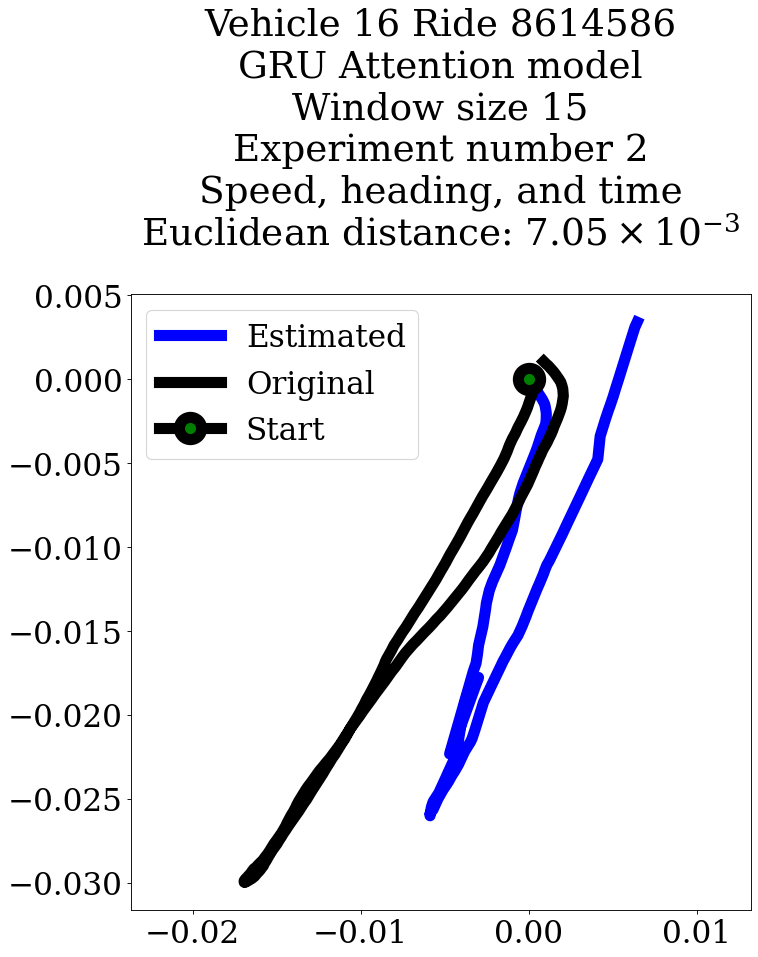 Vehicle 16 Ride 8614586
GRU Attention model
Window size 15
Experiment number 2
Speed, heading, and time
Euclidean distance: 7.05 × 10⁻³
0.005
0.000
−0.005
−0.010
−0.015
−0.020
−0.025
−0.030
Estimated
Original
Start
−0.02
−0.01
0.00
0.01